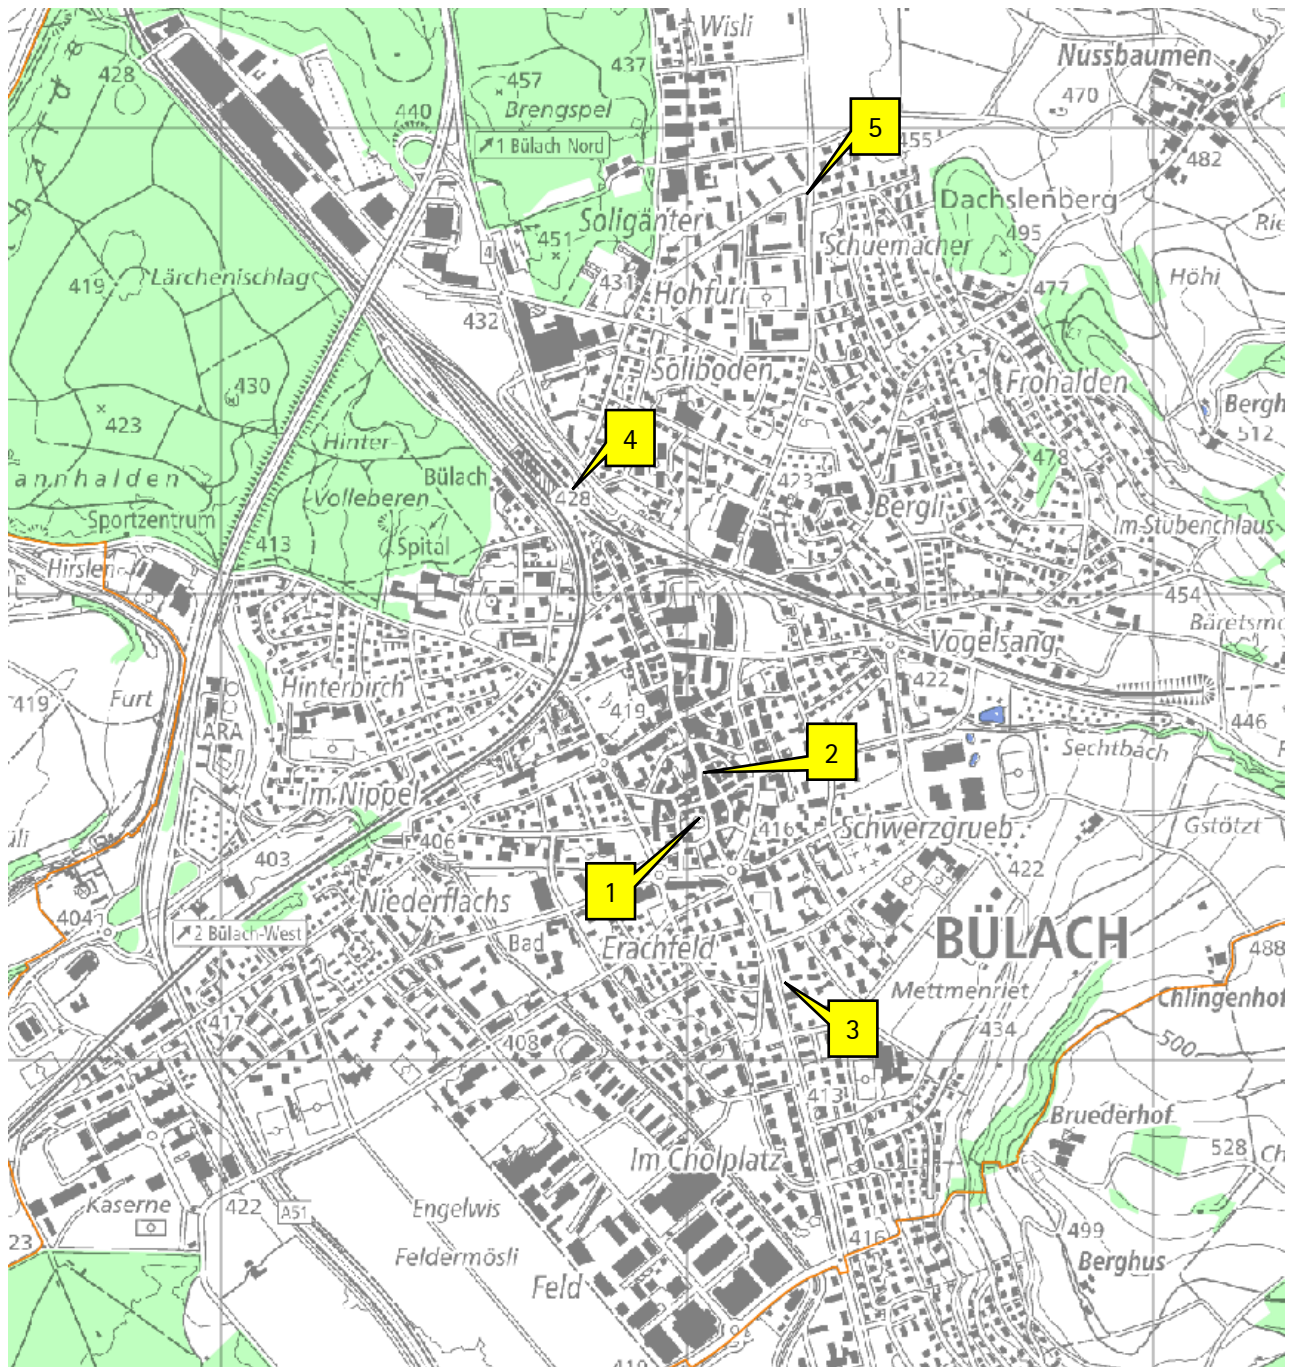 Wisli
Nussbaumen
428
457
437
Brengspel
470
440
5
455
1 Bülach Nord
482
Dachslenberg
Soligänter
451
4
495
Schuemacher
Lärchenischlag
419
431
Hohfuri
477
Höhi
432
Soliboden
Frohalden
430
423
Bergh
512
4
Hinter-
Bülach
478
annhalden
Volleberen
428
423
Bergli
Sportzentrum
Im Stubenchlaus
413
Spital
Hirslen
454
Vogelsang
422
Hinterbirch
419
Furt
419
446
ARA
2
Sechtbach
Im Nippel
416
Schwerzgrueb
Gstötzt
406
403
422
1
Niederflachs
404
2 Bülach-West
Bad
Erachfeld
BÜLACH
488
Mettmenriet
Chlingenhof
417
408
3
434
500
413
Bruederhof
Im Cholplatz
528
Kaserne
422
A51
Engelwis
23
416
499
Feldermösli
Berghus
Feld